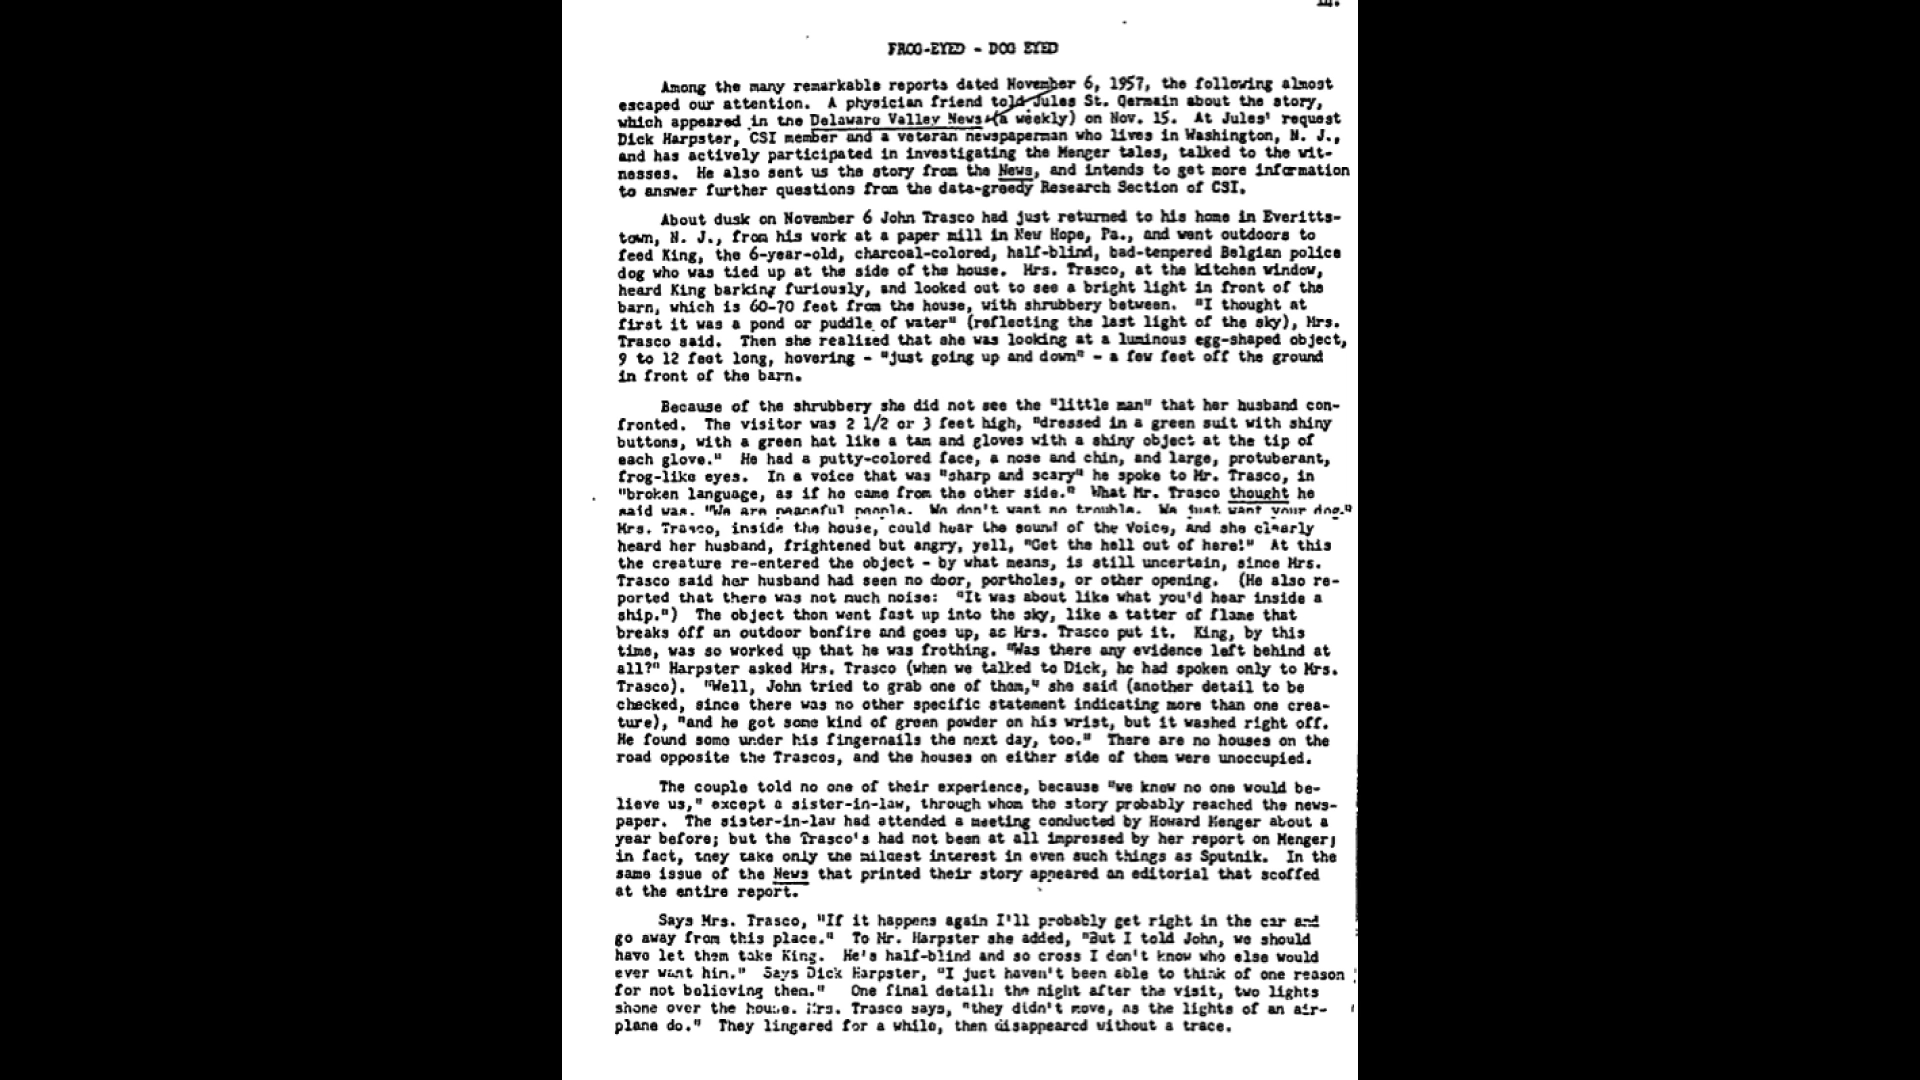 FROG-EYED - DOG EYED
Among the many remarkable reports dated November 6, 1957, the following almost
escaped our attention. A physician friend told Jules St. Germain about the story,
which appeared in the Delaware Valley News (a weekly) on Nov. 15. At Jules' request
Dick Harpster, CSI member and a veteran newspaperman who lives in Washington, N. J.,
and has actively participated in investigating the Menger tales, talked to the wit-
nesses. He also sent us the story from the News, and intends to get more information
to answer further questions from the data-greedy Research Section of CSI.
About dusk on November 6 John Trasco had just returned to his home in Everitts-
town, N. J., from his work at a paper mill in New Hope, Pa., and went outdoors to
feed King, the 6-year-old, charcoal-colored, half-blind, bad-tempered Belgian police
dog who was tied up at the side of the house. Mrs. Trasco, at the kitchen window,
heard King barking furiously, and looked out to see a bright light in front of the
barn, which is 60-70 feet from the house, with shrubbery between. "I thought at
first it was a pond or puddle of water" (reflecting the last light of the sky), Mrs.
Trasco said. Then she realized that she was looking at a luminous egg-shaped object,
9 to 12 feet long, hovering - "just going up and down" - a few feet off the ground
in front of the barn.
Because of the shrubbery she did not see the "little man" that her husband con-
fronted. The visitor was 2 1/2 or 3 feet high, "dressed in a green suit with shiny
buttons, with a green hat like a tam and gloves with a shiny object at the tip of
each glove." He had a putty-colored face, a nose and chin, and large, protuberant,
frog-like eyes. In a voice that was "sharp and scary" he spoke to Mr. Trasco, in
"broken language, as if he came from the other side." What Mr. Trasco thought he
said was, "We are peaceful people. We don't want no trouble. We just want your dog."
Mrs. Trasco, inside the house, could hear the sound of the Voice, and she clearly
heard her husband, frightened but angry, yell, "Get the hell out of here!" At this
the creature re-entered the object - by what means, is still uncertain, since Mrs.
Trasco said her husband had seen no door, portholes, or other opening. (He also re-
ported that there was not much noise: "It was about like what you'd hear inside a
ship.") The object then went fast up into the sky, like a tatter of flame that
breaks off an outdoor bonfire and goes up, as Mrs. Trasco put it. King, by this
time, was so worked up that he was frothing. "Was there any evidence left behind at
all?" Harpster asked Mrs. Trasco (when we talked to Dick, he had spoken only to Mrs.
Trasco). "Well, John tried to grab one of them," she said (another detail to be
checked, since there was no other specific statement indicating more than one crea-
ture), "and he got some kind of green powder on his wrist, but it washed right off.
He found some under his fingernails the next day, too." There are no houses on the
road opposite the Trascos, and the houses on either side of them were unoccupied.
The couple told no one of their experience, because "we knew no one would be-
lieve us," except a sister-in-law, through whom the story probably reached the news-
paper. The sister-in-law had attended a meeting conducted by Howard Menger about a
year before; but the Trasco's had not been at all impressed by her report on Menger;
in fact, they take only the mildest interest in even such things as Sputnik. In the
same issue of the News that printed their story appeared an editorial that scoffed
at the entire report.
Says Mrs. Trasco, "If it happens again I'll probably get right in the car and
go away from this place." To Mr. Harpster she added, "But I told John, we should
have let them take King. He's half-blind and so cross I don't know who else would
ever want him." Says Dick Harpster, "I just haven't been able to think of one reason
for not believing them." One final detail: the night after the visit, two lights
shone over the house. Mrs. Trasco says, "they didn't move, as the lights of an air-
plane do." They lingered for a while, then disappeared without a trace.